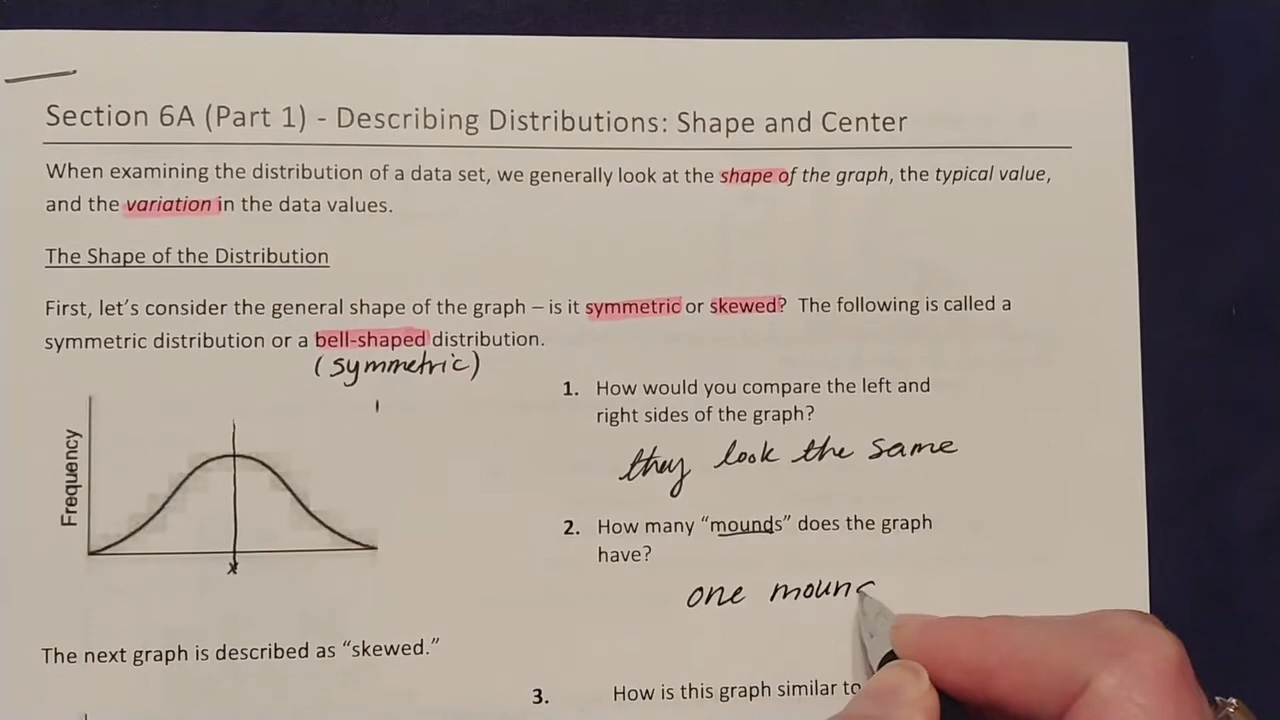 Section 6A (Part 1) - Describing Distributions: Shape and Center
When examining the distribution of a data set, we generally look at the shape of the graph, the typical value,
and the variation in the data values.
The Shape of the Distribution
First, let's consider the general shape of the graph – is it symmetric or skewed? The following is called a
symmetric distribution or a bell-shaped distribution.
(symmetric)
Frequency
x
1. How would you compare the left and
right sides of the graph?
they look the same
2. How many “mounds” does the graph
have?
one moun
The next graph is described as “skewed.”
3. How is this graph similar to